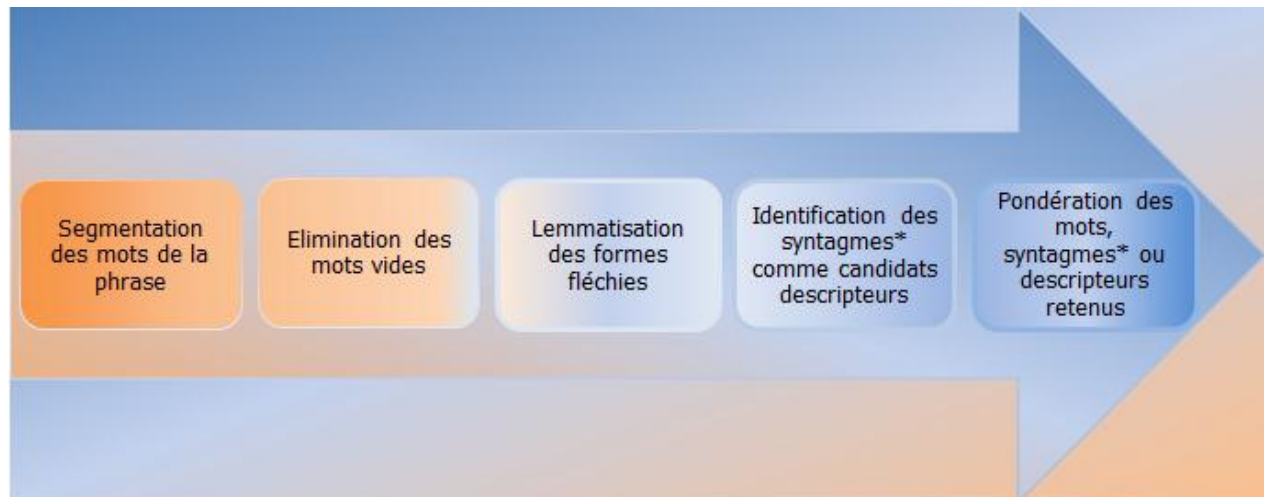 Segmentation
des mots de la
phrase
Elimination des
mots vides
Lemmatisation
des formes
fléchies
Identification des
syntagmes*
comme candidats
descripteurs
Pondération des
mots,
syntagmes* ou
descripteurs
retenus